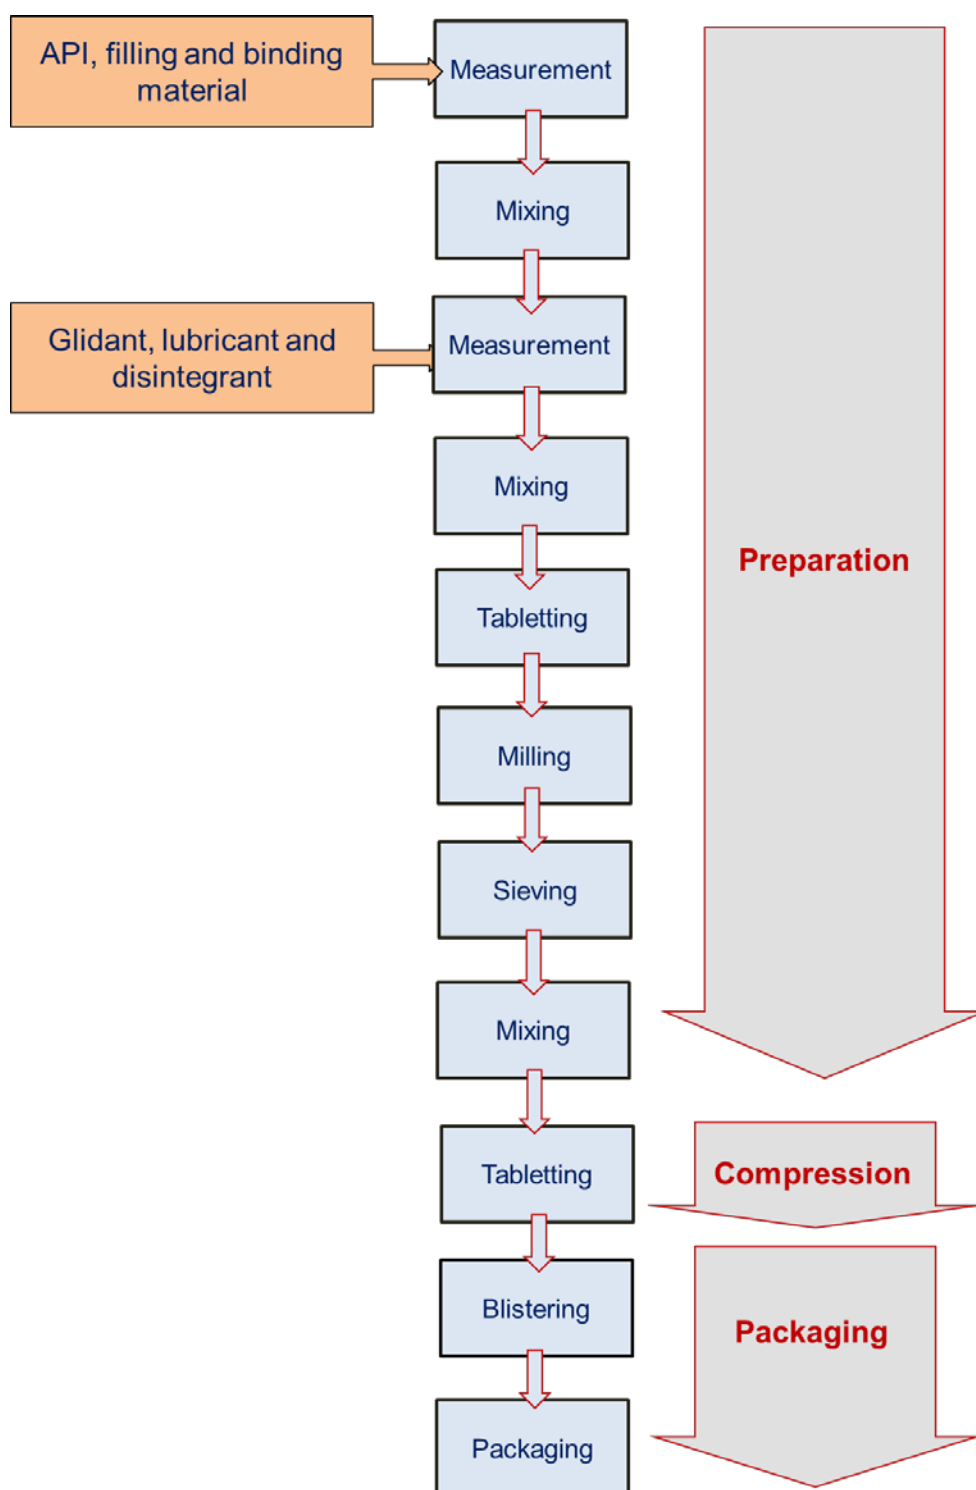 API, filling and binding
material
Measurement
Mixing
Glidant, lubricant and
disintegrant
Measurement
Mixing
Tabletting
Milling
Sieving
Mixing
Preparation
Tabletting
Compression
Blistering
Packaging
Packaging